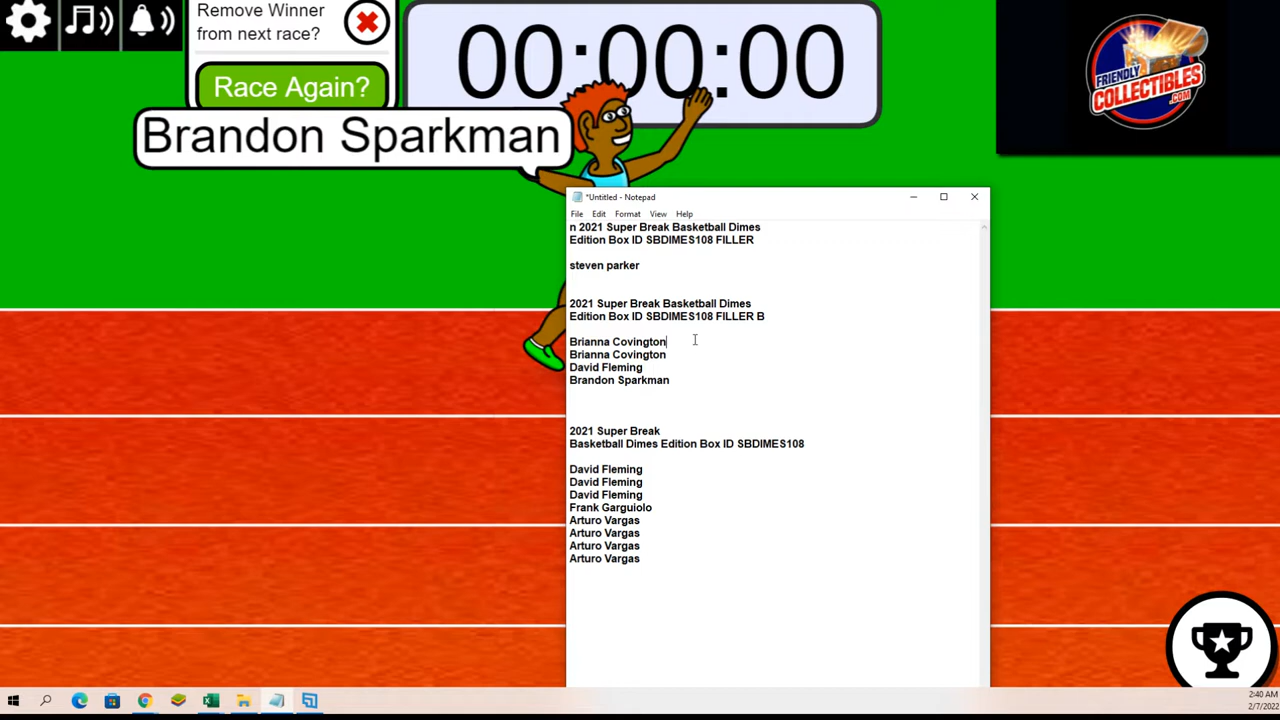 Remove Winner
from next race?
Race Again?
00:00:00
Brandon Sparkman
FRIENDLY
COLLECTIBLES
.COM
*Untitled - Notepad
File Edit Format View Help
n 2021 Super Break Basketball Dimes
Edition Box ID SBDIMES108 FILLER
steven parker
2021 Super Break Basketball Dimes
Edition Box ID SBDIMES108 FILLER B
Brianna Covington
Brianna Covington
David Fleming
Brandon Sparkman
2021 Super Break
Basketball Dimes Edition Box ID SBDIMES108
David Fleming
David Fleming
David Fleming
Frank Garguiolo
Arturo Vargas
Arturo Vargas
Arturo Vargas
Arturo Vargas
2:40 AM
2/7/2022